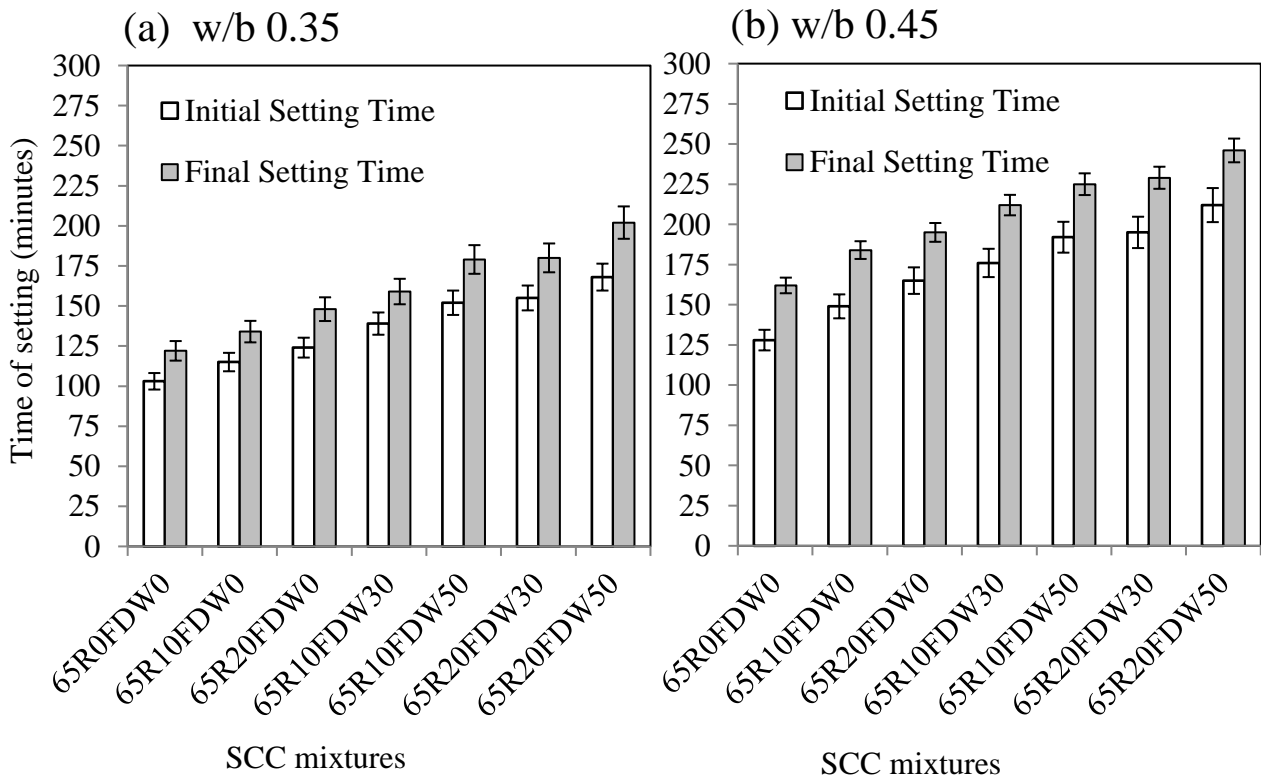 (a) w/b 0.35
300
275
250
225
200
175
150
125
100
75
50
25
0
Time of setting (minutes)
Initial Setting Time
Final Setting Time
65R0FDW0
65R10FDW0
65R20FDW0
65R10FDW30
65R10FDW50
65R20FDW30
65R20FDW50
SCC mixtures
(b) w/b 0.45
300
275
250
225
200
175
150
125
100
75
50
25
0
Initial Setting Time
Final Setting Time
65R0FDW0
65R10FDW0
65R20FDW0
65R10FDW30
65R10FDW50
65R20FDW30
65R20FDW50
SCC mixtures